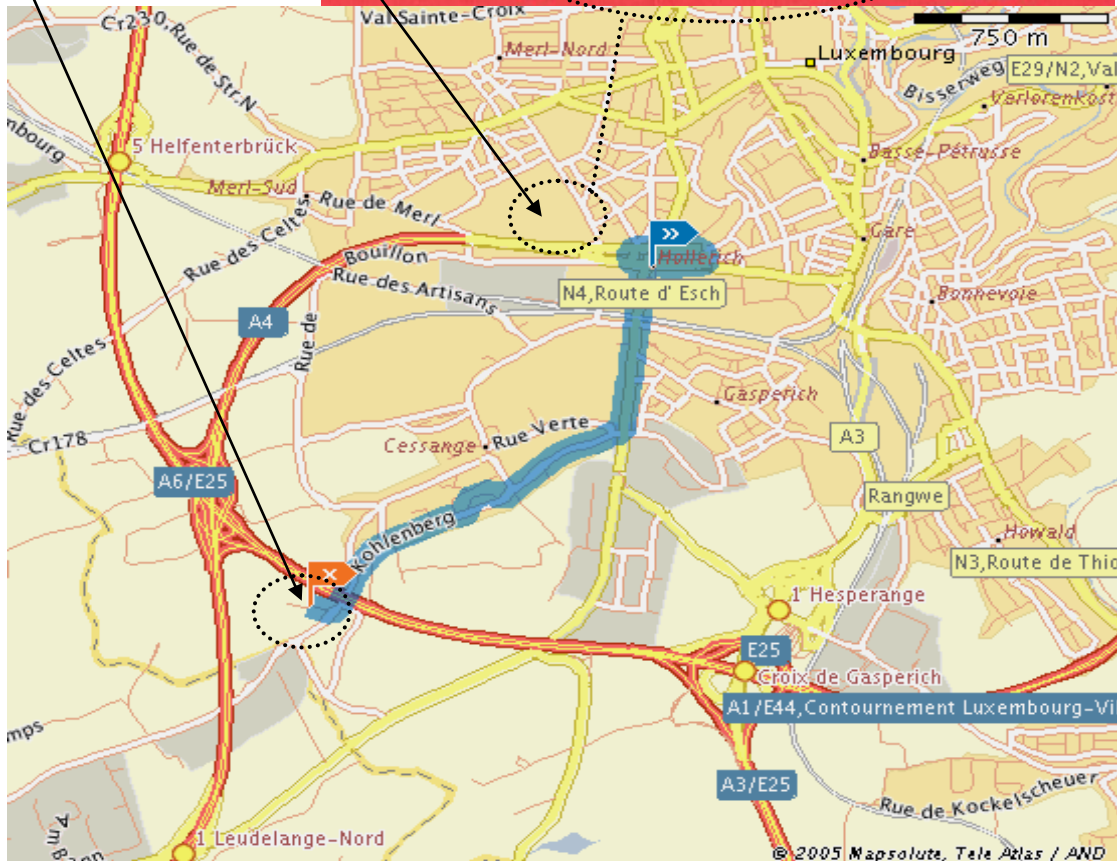 Val Sainte-Croix
Cr230,
Rue de Str.N
Merl-Nord
Luxembourg
750 m
E29/N2,Val
Bisserweg
Verlorenkost
mbourg
5 Helfenterbrück
Basse-Pétrusse
Merl-Sud
Rue de Merl
Rue des Celtes
Gare
Bouillon
Hollerich
Rue des Artisans
N4,Route d' Esch
Bonnevoie
A4
Rue de
Rue des Celtes
Gasperich
Cr178
Cessange
Rue Verte
A3
A6/E25
Rangwe
Kohlenberg
Howald
N3,Route de Thio
1 Hesperange
E25
Croix de Gasperich
A1/E44,Contournement Luxembourg-Vi
mps
A3/E25
Rue de Kockelscheuer
Am Bann
1 Leudelange-Nord
© 2005 Mapsolute, Tele Atlas / AND